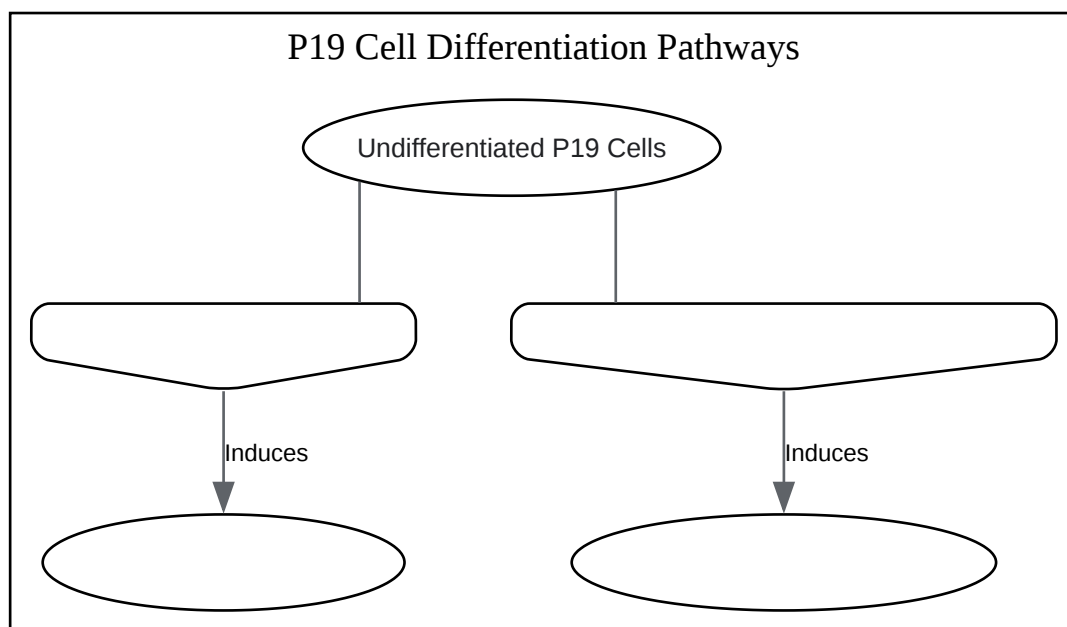 P19 Cell Differentiation Pathways
Undifferentiated P19 Cells
Induces
Induces